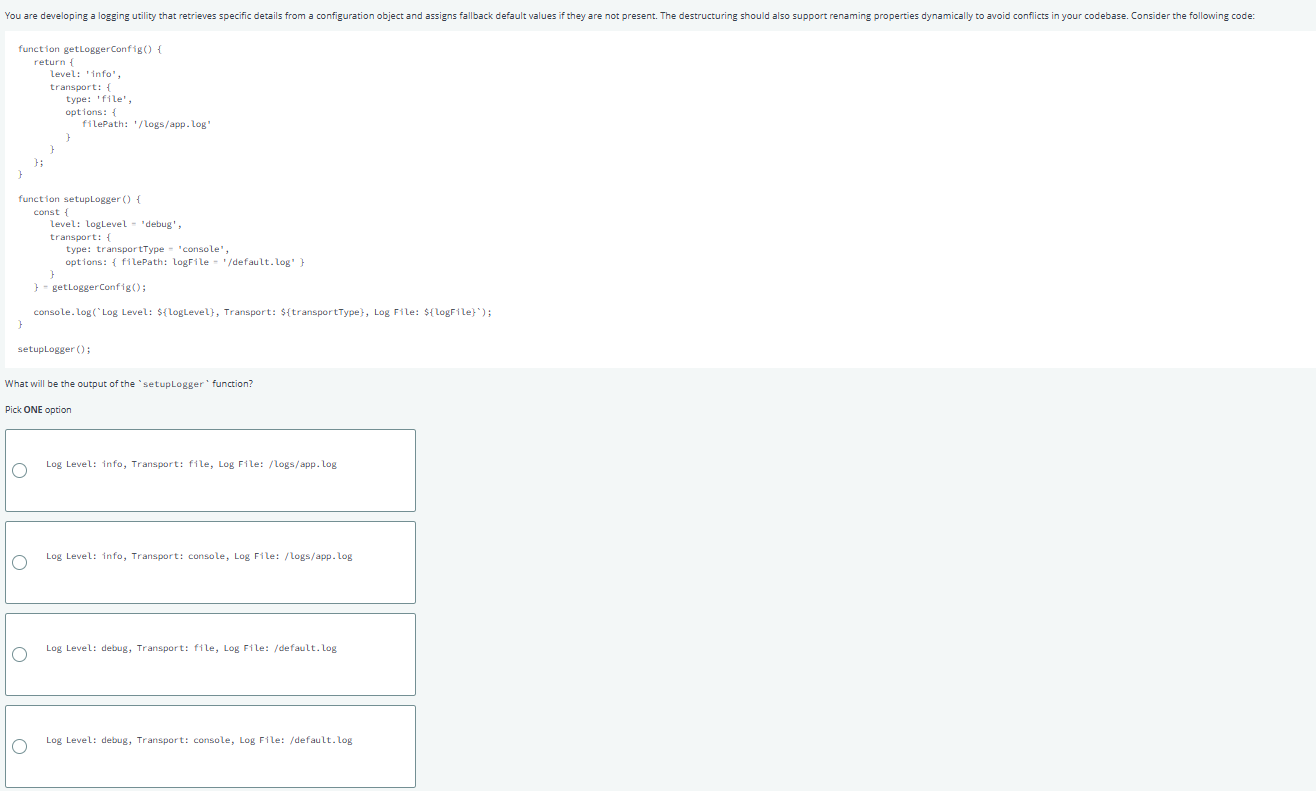 You are developing a logging utility that retrieves specific details from a configuration object and assigns fallback default values if they are not present. The destructuring should also support renaming properties dynamically to avoid conflicts in your codebase. Consider the following code:
function getLoggerConfig() {
return {
level: 'info',
transport: {
type: 'file',
options: {
filePath: '/logs/app.log'
}
}
};
}
function setupLogger() {
const {
level: logLevel = 'debug',
transport: {
type: transportType = 'console',
options: { filePath: logFile = '/default.log' }
}
} = getLoggerConfig();
console.log(`Log Level: ${logLevel}, Transport: ${transportType}, Log File: ${logFile}`);
}
setupLogger();
What will be the output of the `setupLogger` function?
Pick ONE option
Log Level: info, Transport: file, Log File: /logs/app.log
Log Level: info, Transport: console, Log File: /logs/app.log
Log Level: debug, Transport: file, Log File: /default.log
Log Level: debug, Transport: console, Log File: /default.log